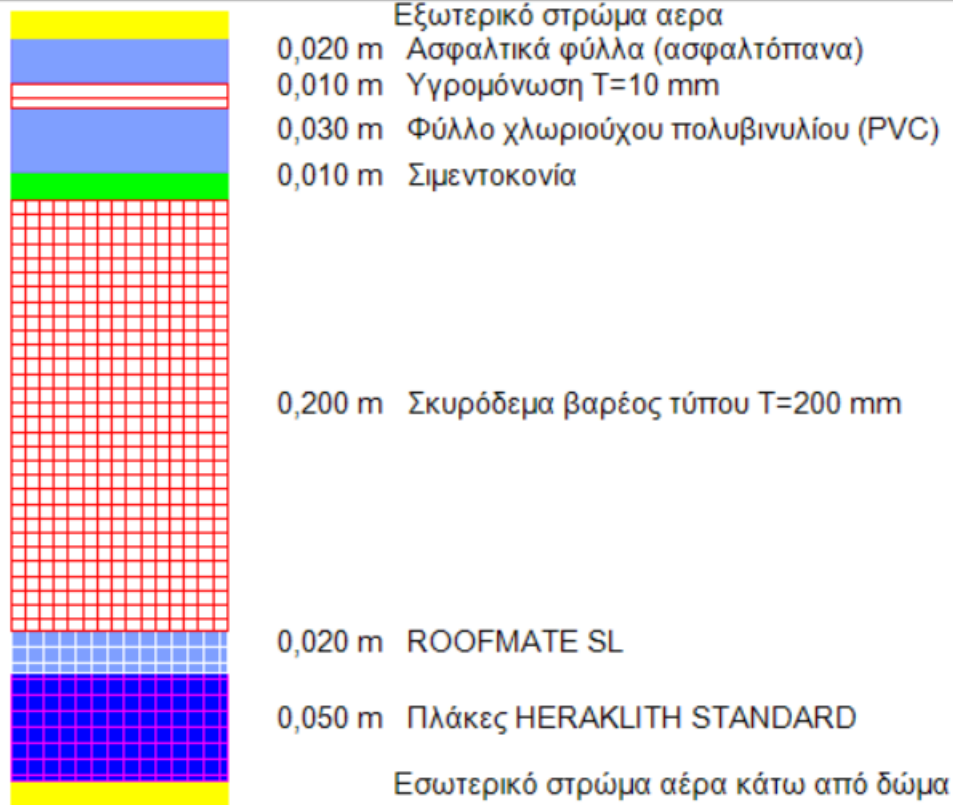 Εξωτερικό στρώμα αερα
0,020 m Ασφαλτικά φύλλα (ασφαλτόπανα)
0,010 m Υγρομόνωση T=10 mm
0,030 m Φύλλο χλωριούχου πολυβινυλίου (PVC)
0,010 m Σιμεντοκονία
0,200 m Σκυρόδεμα βαρέος τύπου T=200 mm
0,020 m ROOFMATE SL
0,050 m Πλάκες HERAKLITH STANDARD
Εσωτερικό στρώμα αέρα κάτω από δώμα